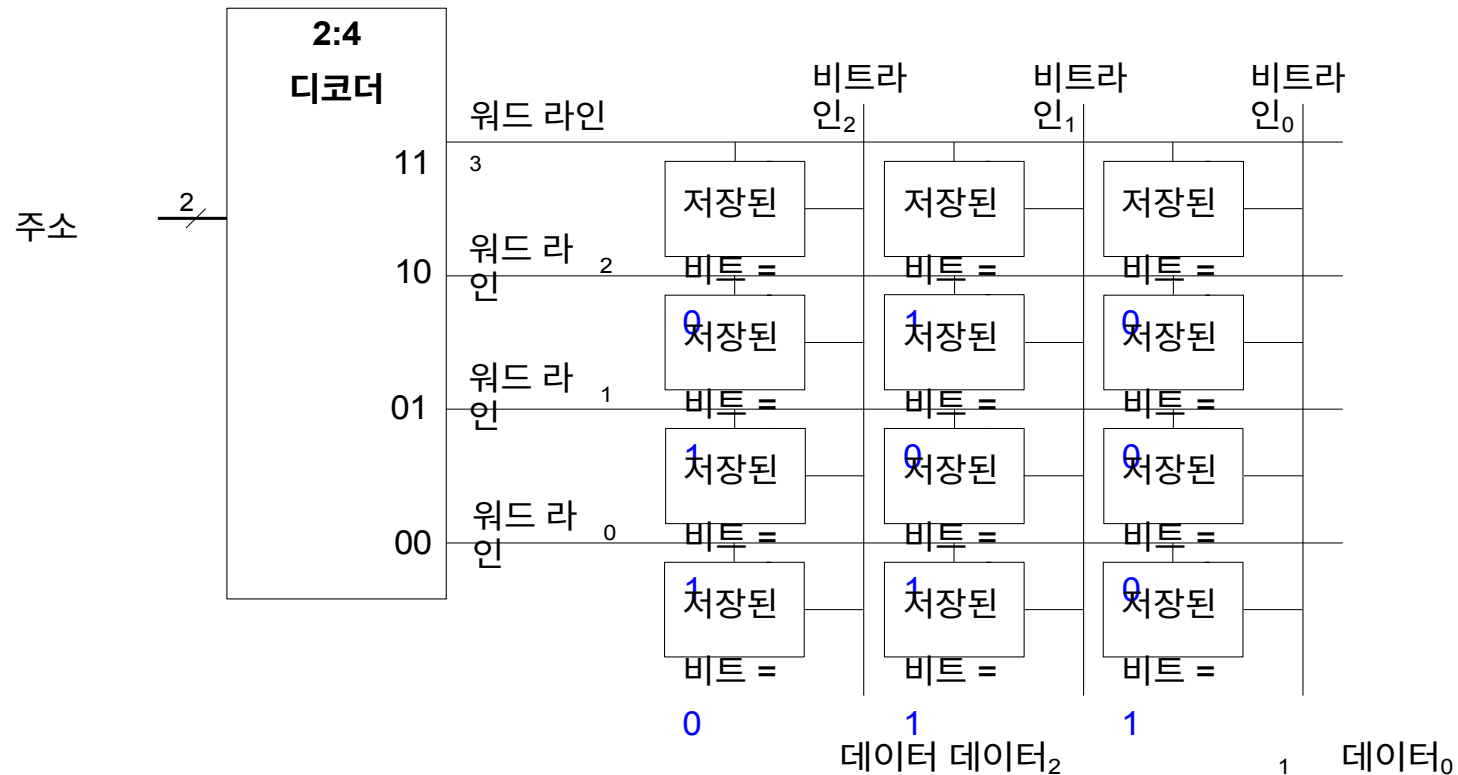 2:4
디코더
비트라
인2
비트라
인1
비트라
인0
워드 라인
3
11
저장된
저장된
저장된
2
주소
워드 라
인
2
10
비트 =
비트 =
비트 =
0
1
0
저장된
저장된
저장된
워드 라
인
1
01
비트 =
비트 =
비트 =
1
0
0
저장된
저장된
저장된
워드 라
인
0
00
비트 =
비트 =
비트 =
1
1
0
저장된
저장된
저장된
비트 =
비트 =
비트 =
0
1
1
데이터 데이터2
1
데이터0